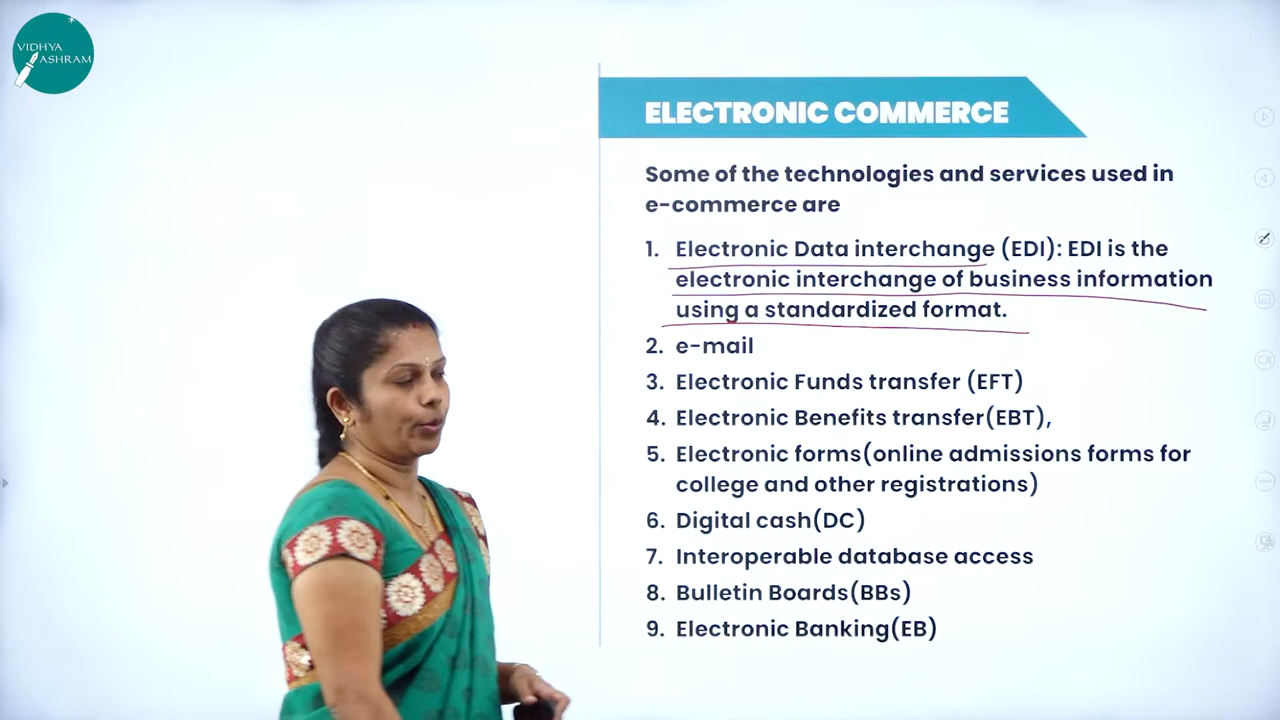 VIDHYA
ASHRAM
ELECTRONIC COMMERCE
Some of the technologies and services used in
e-commerce are
1. Electronic Data interchange (EDI): EDI is the
electronic interchange of business information
using a standardized format.
2. e-mail
3. Electronic Funds transfer (EFT)
4. Electronic Benefits transfer(EBT),
5. Electronic forms(online admissions forms for
college and other registrations)
6. Digital cash(DC)
7. Interoperable database access
8. Bulletin Boards(BBs)
9. Electronic Banking(EB)